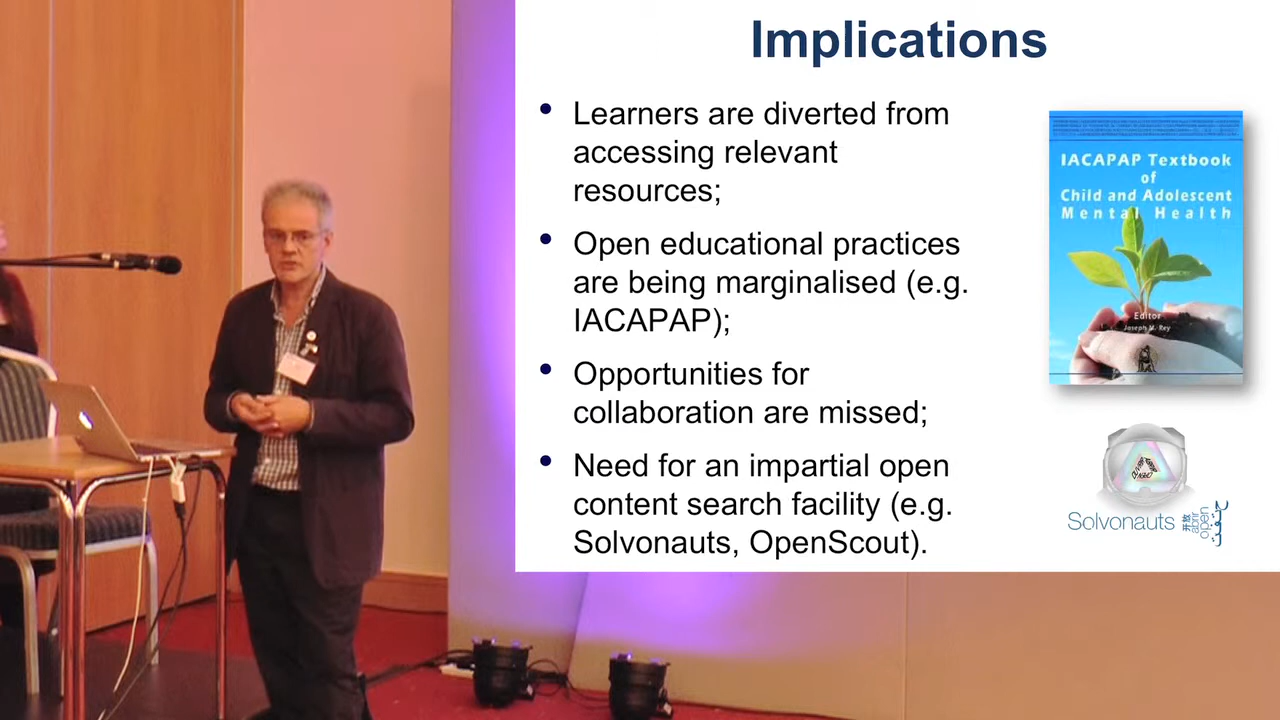 Implications
• Learners are diverted from
accessing relevant
resources;
• Open educational practices
are being marginalised (e.g.
IACAPAP);
• Opportunities for
collaboration are missed;
• Need for an impartial open
content search facility (e.g.
Solvonauts, OpenScout).
IACAPAP Textbook
of
Child and Adolescent
Mental Health
Editor
Joseph M. Rey
Solvonauts
open